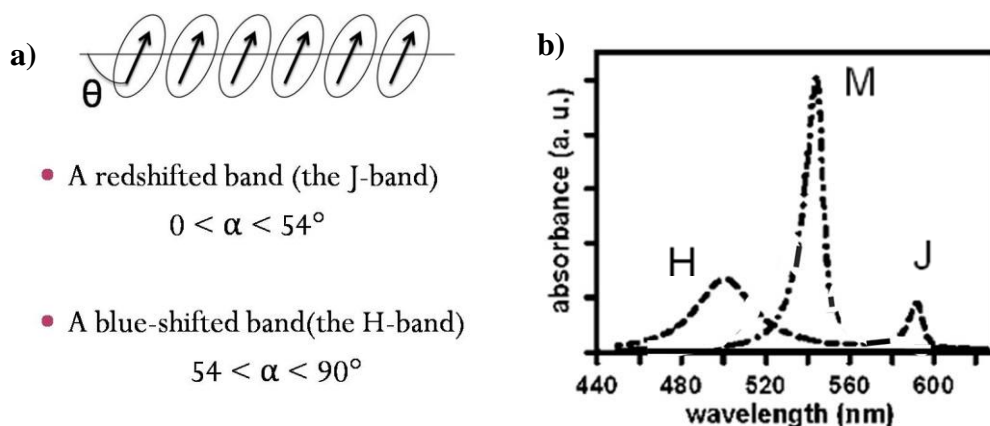 a)
θ
• A redshifted band (the J-band)
0 < α < 54°
• A blue-shifted band(the H-band)
54 < α < 90°
b)
M
H
J
absorbance (a. u.)
440 480 520 560 600
wavelength (nm)